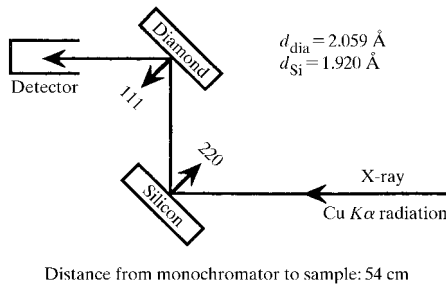 Diamond
d_dia = 2.059 Å
d_Si = 1.920 Å
Detector
111
220
Silicon
X-ray
Cu Kα radiation
Distance from monochromator to sample: 54 cm